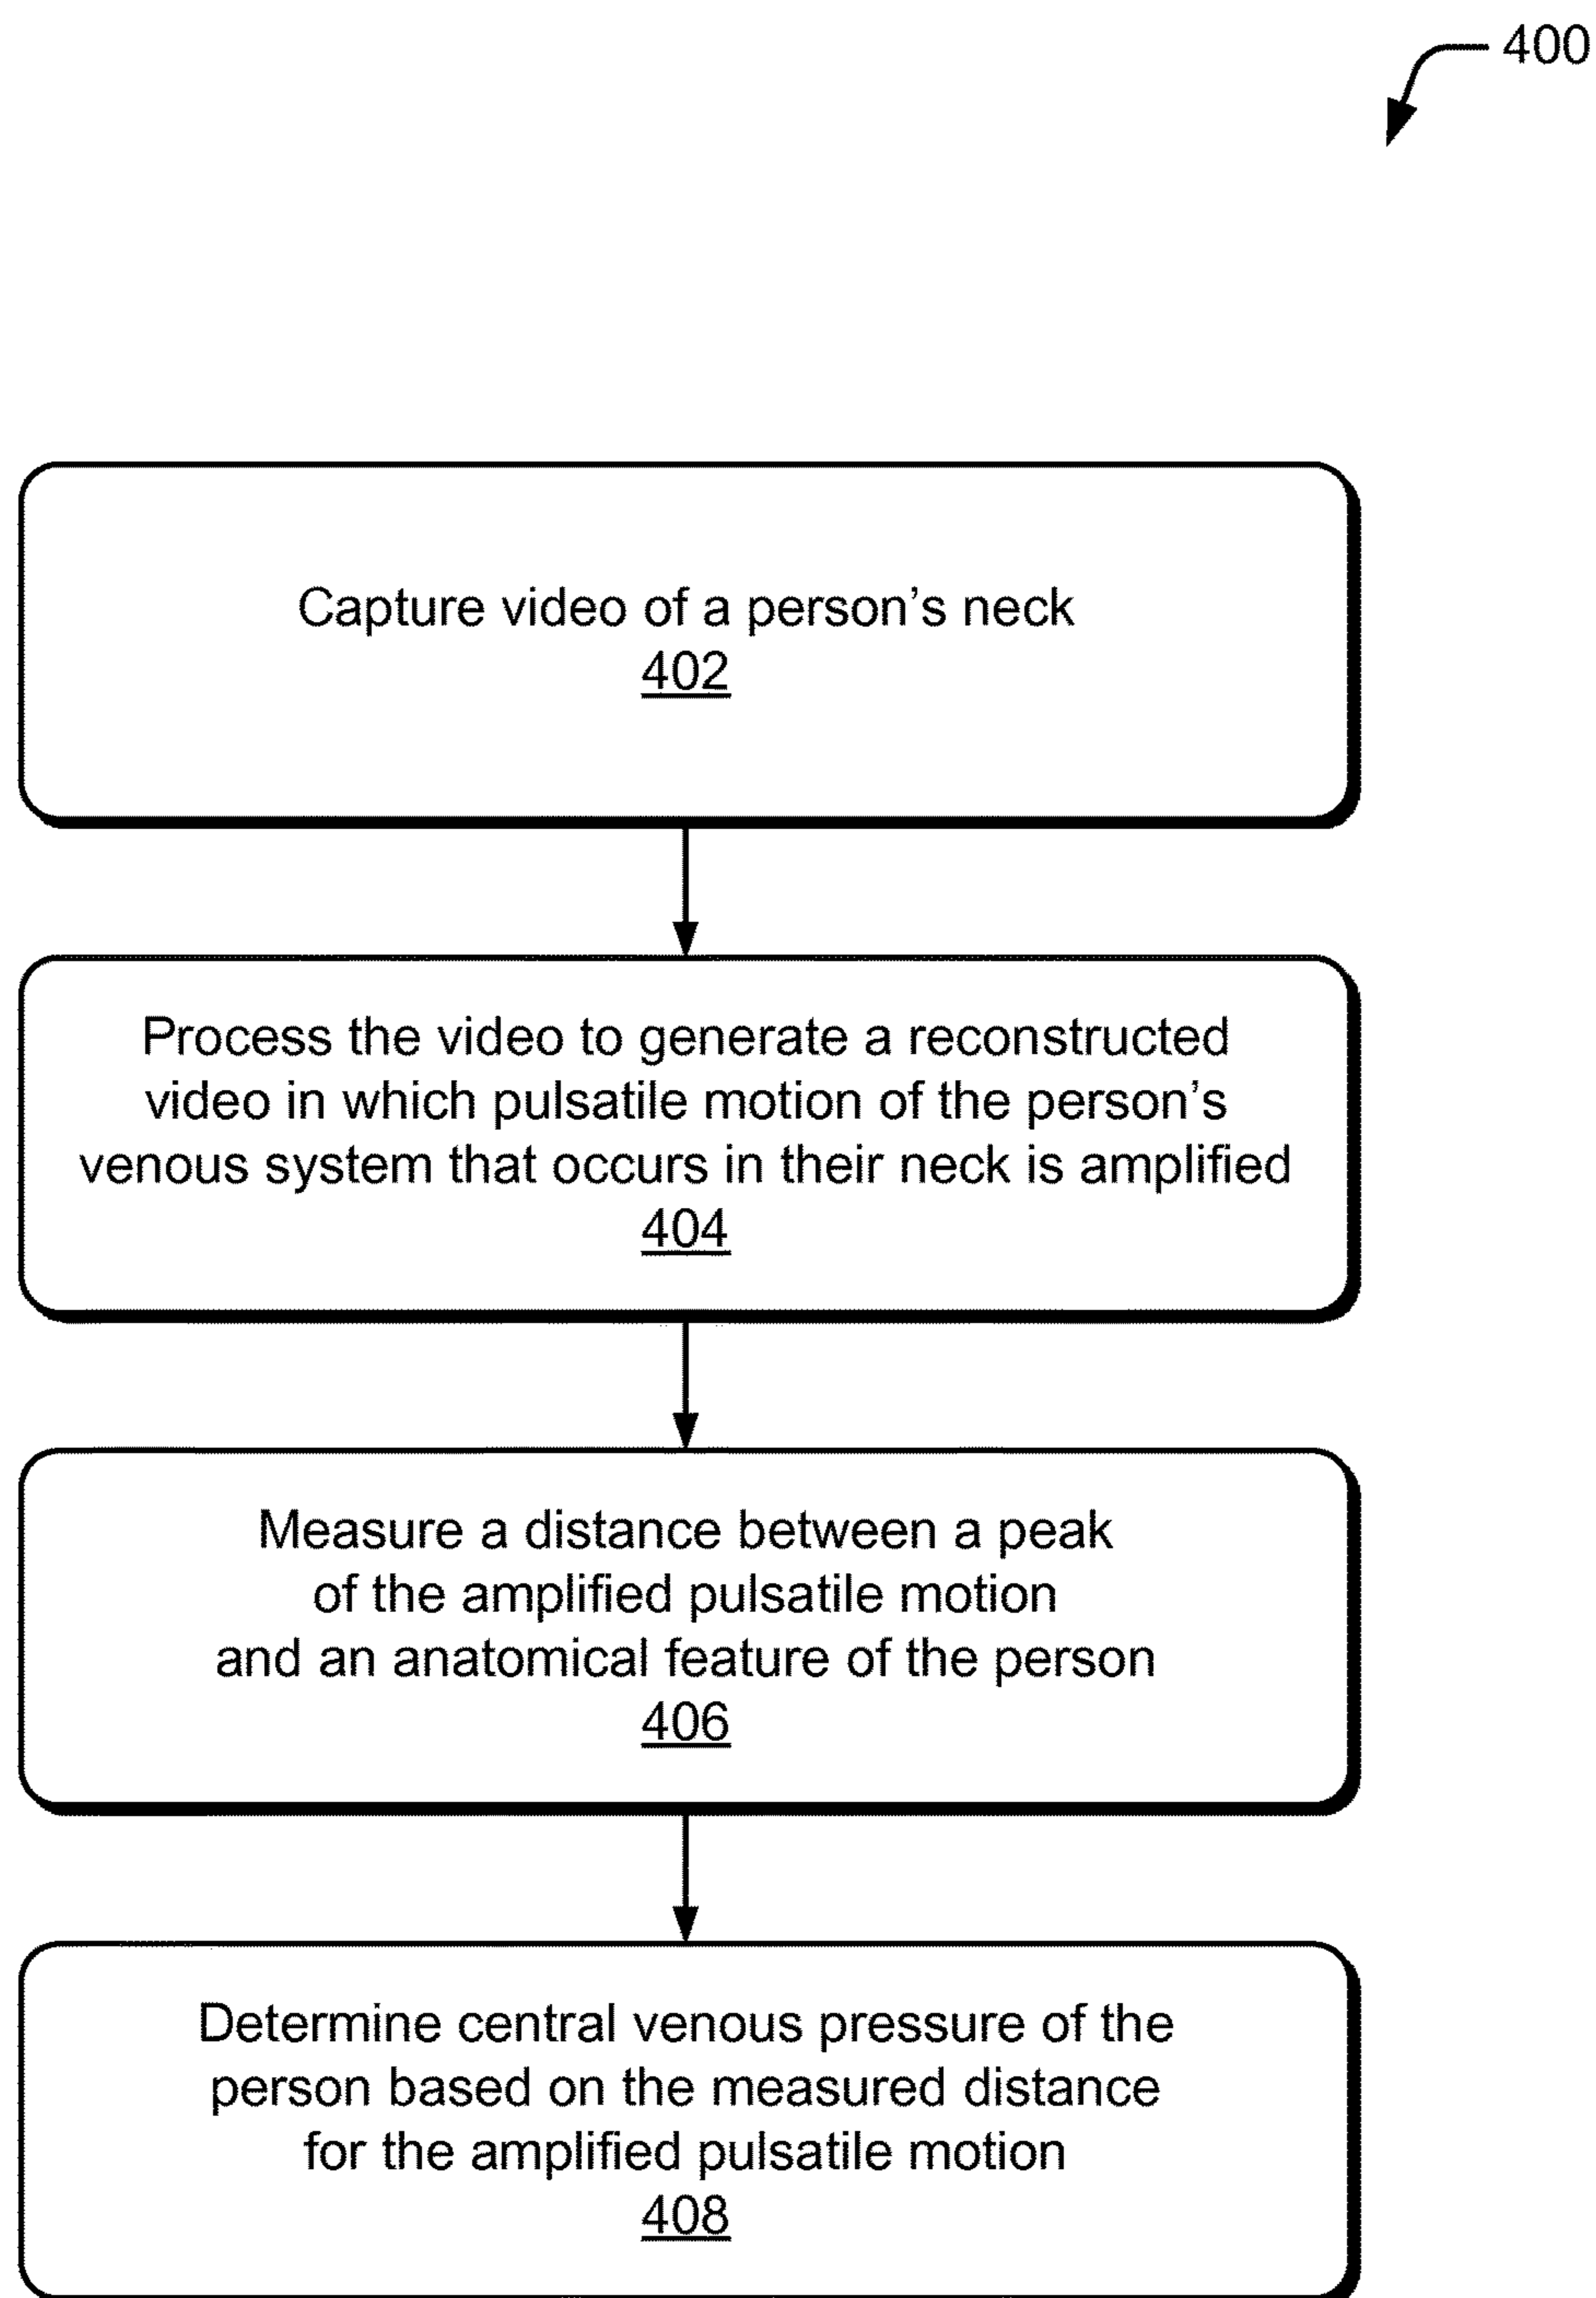 400
Capture video of a person’s neck
402
Process the video to generate a reconstructed
video in which pulsatile motion of the person’s
venous system that occurs in their neck is amplified
404
Measure a distance between a peak
of the amplified pulsatile motion
and an anatomical feature of the person
406
Determine central venous pressure of the
person based on the measured distance
for the amplified pulsatile motion
408